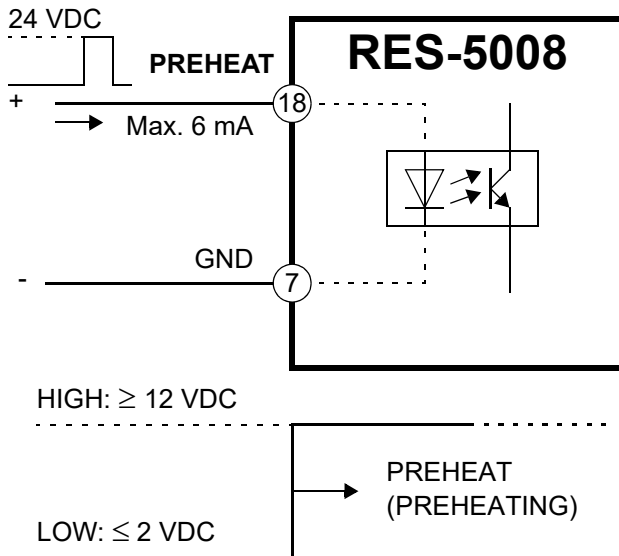 24 VDC
PREHEAT
RES-5008
+
18
Max. 6 mA
GND
-
7
HIGH: ≥ 12 VDC
PREHEAT
(PREHEATING)
LOW: ≤ 2 VDC